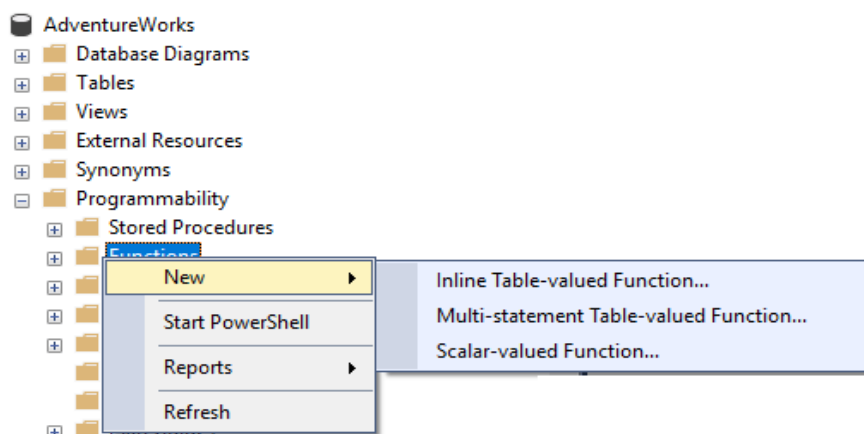 AdventureWorks
Database Diagrams
Tables
Views
External Resources
Synonyms
Programmability
Stored Procedures
Functions
New
Start PowerShell
Reports
Refresh
Inline Table-valued Function...
Multi-statement Table-valued Function...
Scalar-valued Function...